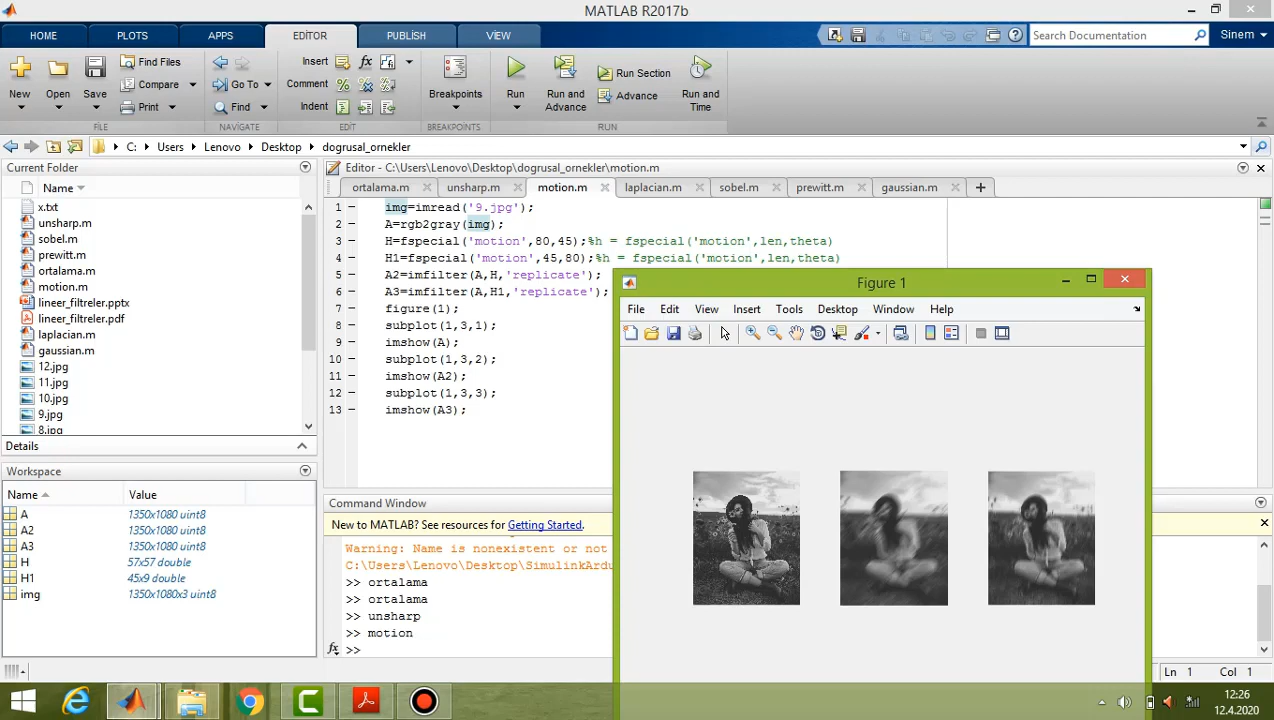 MATLAB R2017b
HOME PLOTS APPS EDITOR PUBLISH VIEW Search Documentation Sinem
New Open Save Find Files Compare Print Go To Find Insert Comment Indent fx Breakpoints Run Run and Advance Run Section Advance Run and Time
FILE NAVIGATE EDIT BREAKPOINTS RUN
C: Users Lenovo Desktop dogrusal_ornekler
Current Folder
Name
x.txt
unsharp.m
sobel.m
prewitt.m
ortalama.m
motion.m
lineer_filtreler.pptx
lineer_filtreler.pdf
laplacian.m
gaussian.m
12.jpg
11.jpg
10.jpg
9.jpg
8.jpg
Details
Workspace
Name Value
A 1350x1080 uint8
A2 1350x1080 uint8
A3 1350x1080 uint8
H 57x57 double
H1 45x9 double
img 1350x1080x3 uint8
Editor - C:\Users\Lenovo\Desktop\dogrusal_ornekler\motion.m
ortalama.m unsharp.m motion.m laplacian.m sobel.m prewitt.m gaussian.m
1 img=imread('9.jpg');
2 A=rgb2gray(img);
3 H=fspecial('motion',80,45);%h = fspecial('motion',len,theta)
4 H1=fspecial('motion',45,80);%h = fspecial('motion',len,theta)
5 A2=imfilter(A,H,'replicate');
6 A3=imfilter(A,H1,'replicate');
7 figure(1);
8 subplot(1,3,1);
9 imshow(A);
10 subplot(1,3,2);
11 imshow(A2);
12 subplot(1,3,3);
13 imshow(A3);
Command Window
New to MATLAB? See resources for Getting Started.
Warning: Name is nonexistent or not
C:\Users\Lenovo\Desktop\SimulinkArdu
>> ortalama
>> ortalama
>> unsharp
>> motion
fx >>
Figure 1
File Edit View Insert Tools Desktop Window Help
Ln 1 Col 1
12:26
12.4.2020